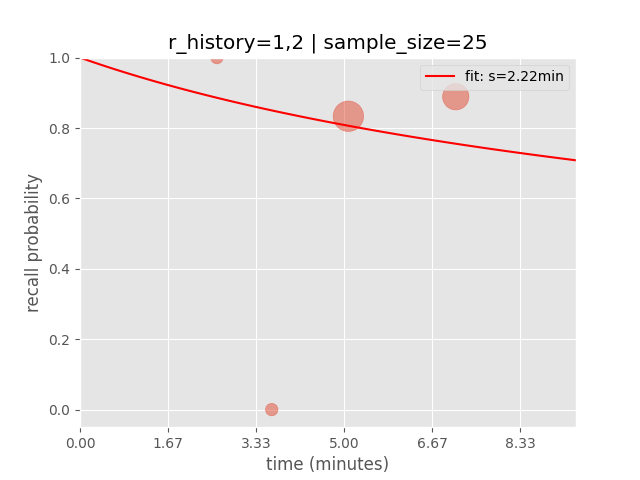 r_history=1,2 | sample_size=25
fit: s=2.22min
recall probability
1.0
0.8
0.6
0.4
0.2
0.0
0.00 1.67 3.33 5.00 6.67 8.33
time (minutes)